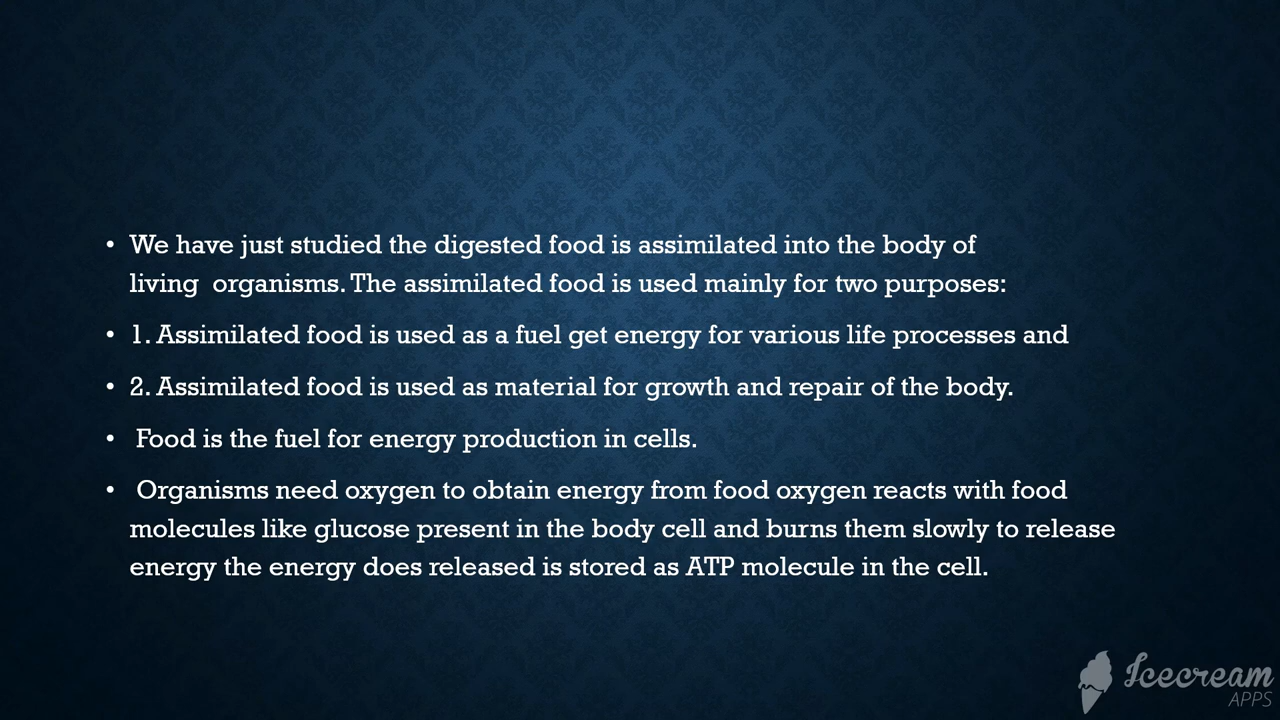 • We have just studied the digested food is assimilated into the body of
living  organisms. The assimilated food is used mainly for two purposes:
• 1. Assimilated food is used as a fuel get energy for various life processes and
• 2. Assimilated food is used as material for growth and repair of the body.
• Food is the fuel for energy production in cells.
• Organisms need oxygen to obtain energy from food oxygen reacts with food
molecules like glucose present in the body cell and burns them slowly to release
energy the energy does released is stored as ATP molecule in the cell.
Icecream
APPS